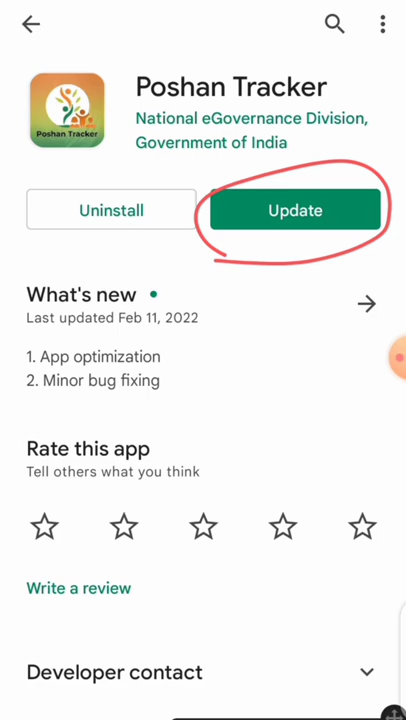 Poshan Tracker
Poshan Tracker
National eGovernance Division,
Government of India
Uninstall
Update
What's new
Last updated Feb 11, 2022
1. App optimization
2. Minor bug fixing
Rate this app
Tell others what you think
Write a review
Developer contact